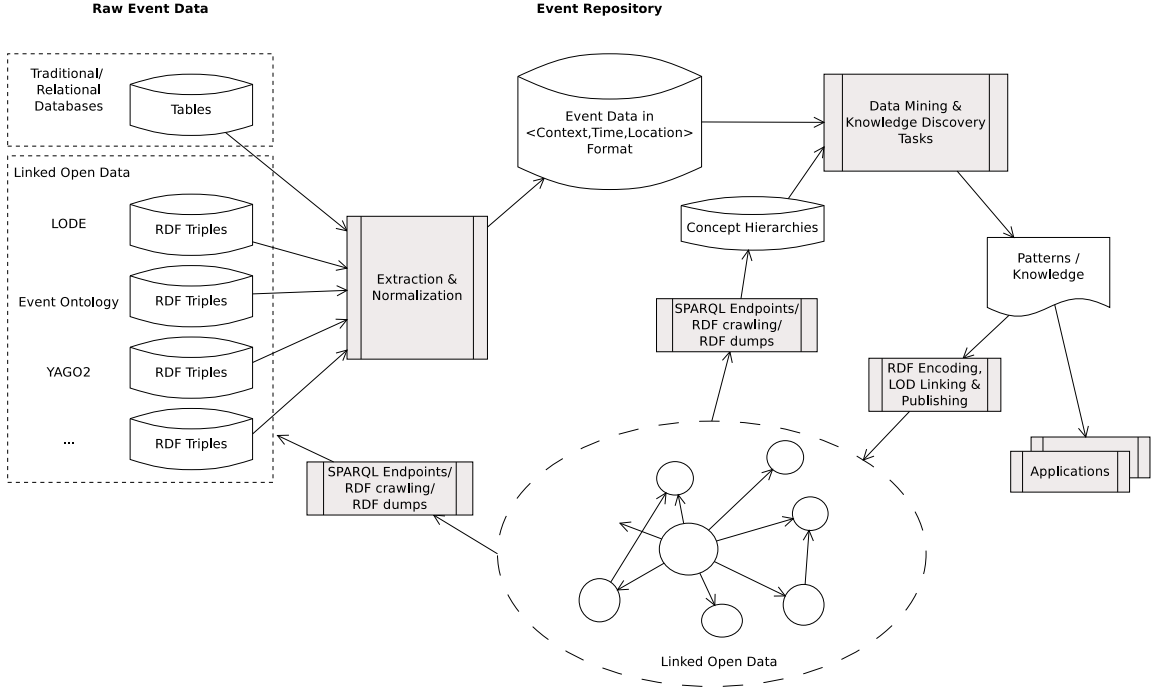 Raw Event Data
Event Repository
Traditional/
Relational
Databases
Tables
Linked Open Data
LODE
RDF Triples
Event Ontology
RDF Triples
YAGO2
RDF Triples
...
RDF Triples
Extraction &
Normalization
SPARQL Endpoints/
RDF crawling/
RDF dumps
Event Data in
<Context,Time,Location>
Format
Concept Hierarchies
SPARQL Endpoints/
RDF crawling/
RDF dumps
Data Mining &
Knowledge Discovery
Tasks
Patterns /
Knowledge
RDF Encoding,
LOD Linking &
Publishing
Applications
Linked Open Data